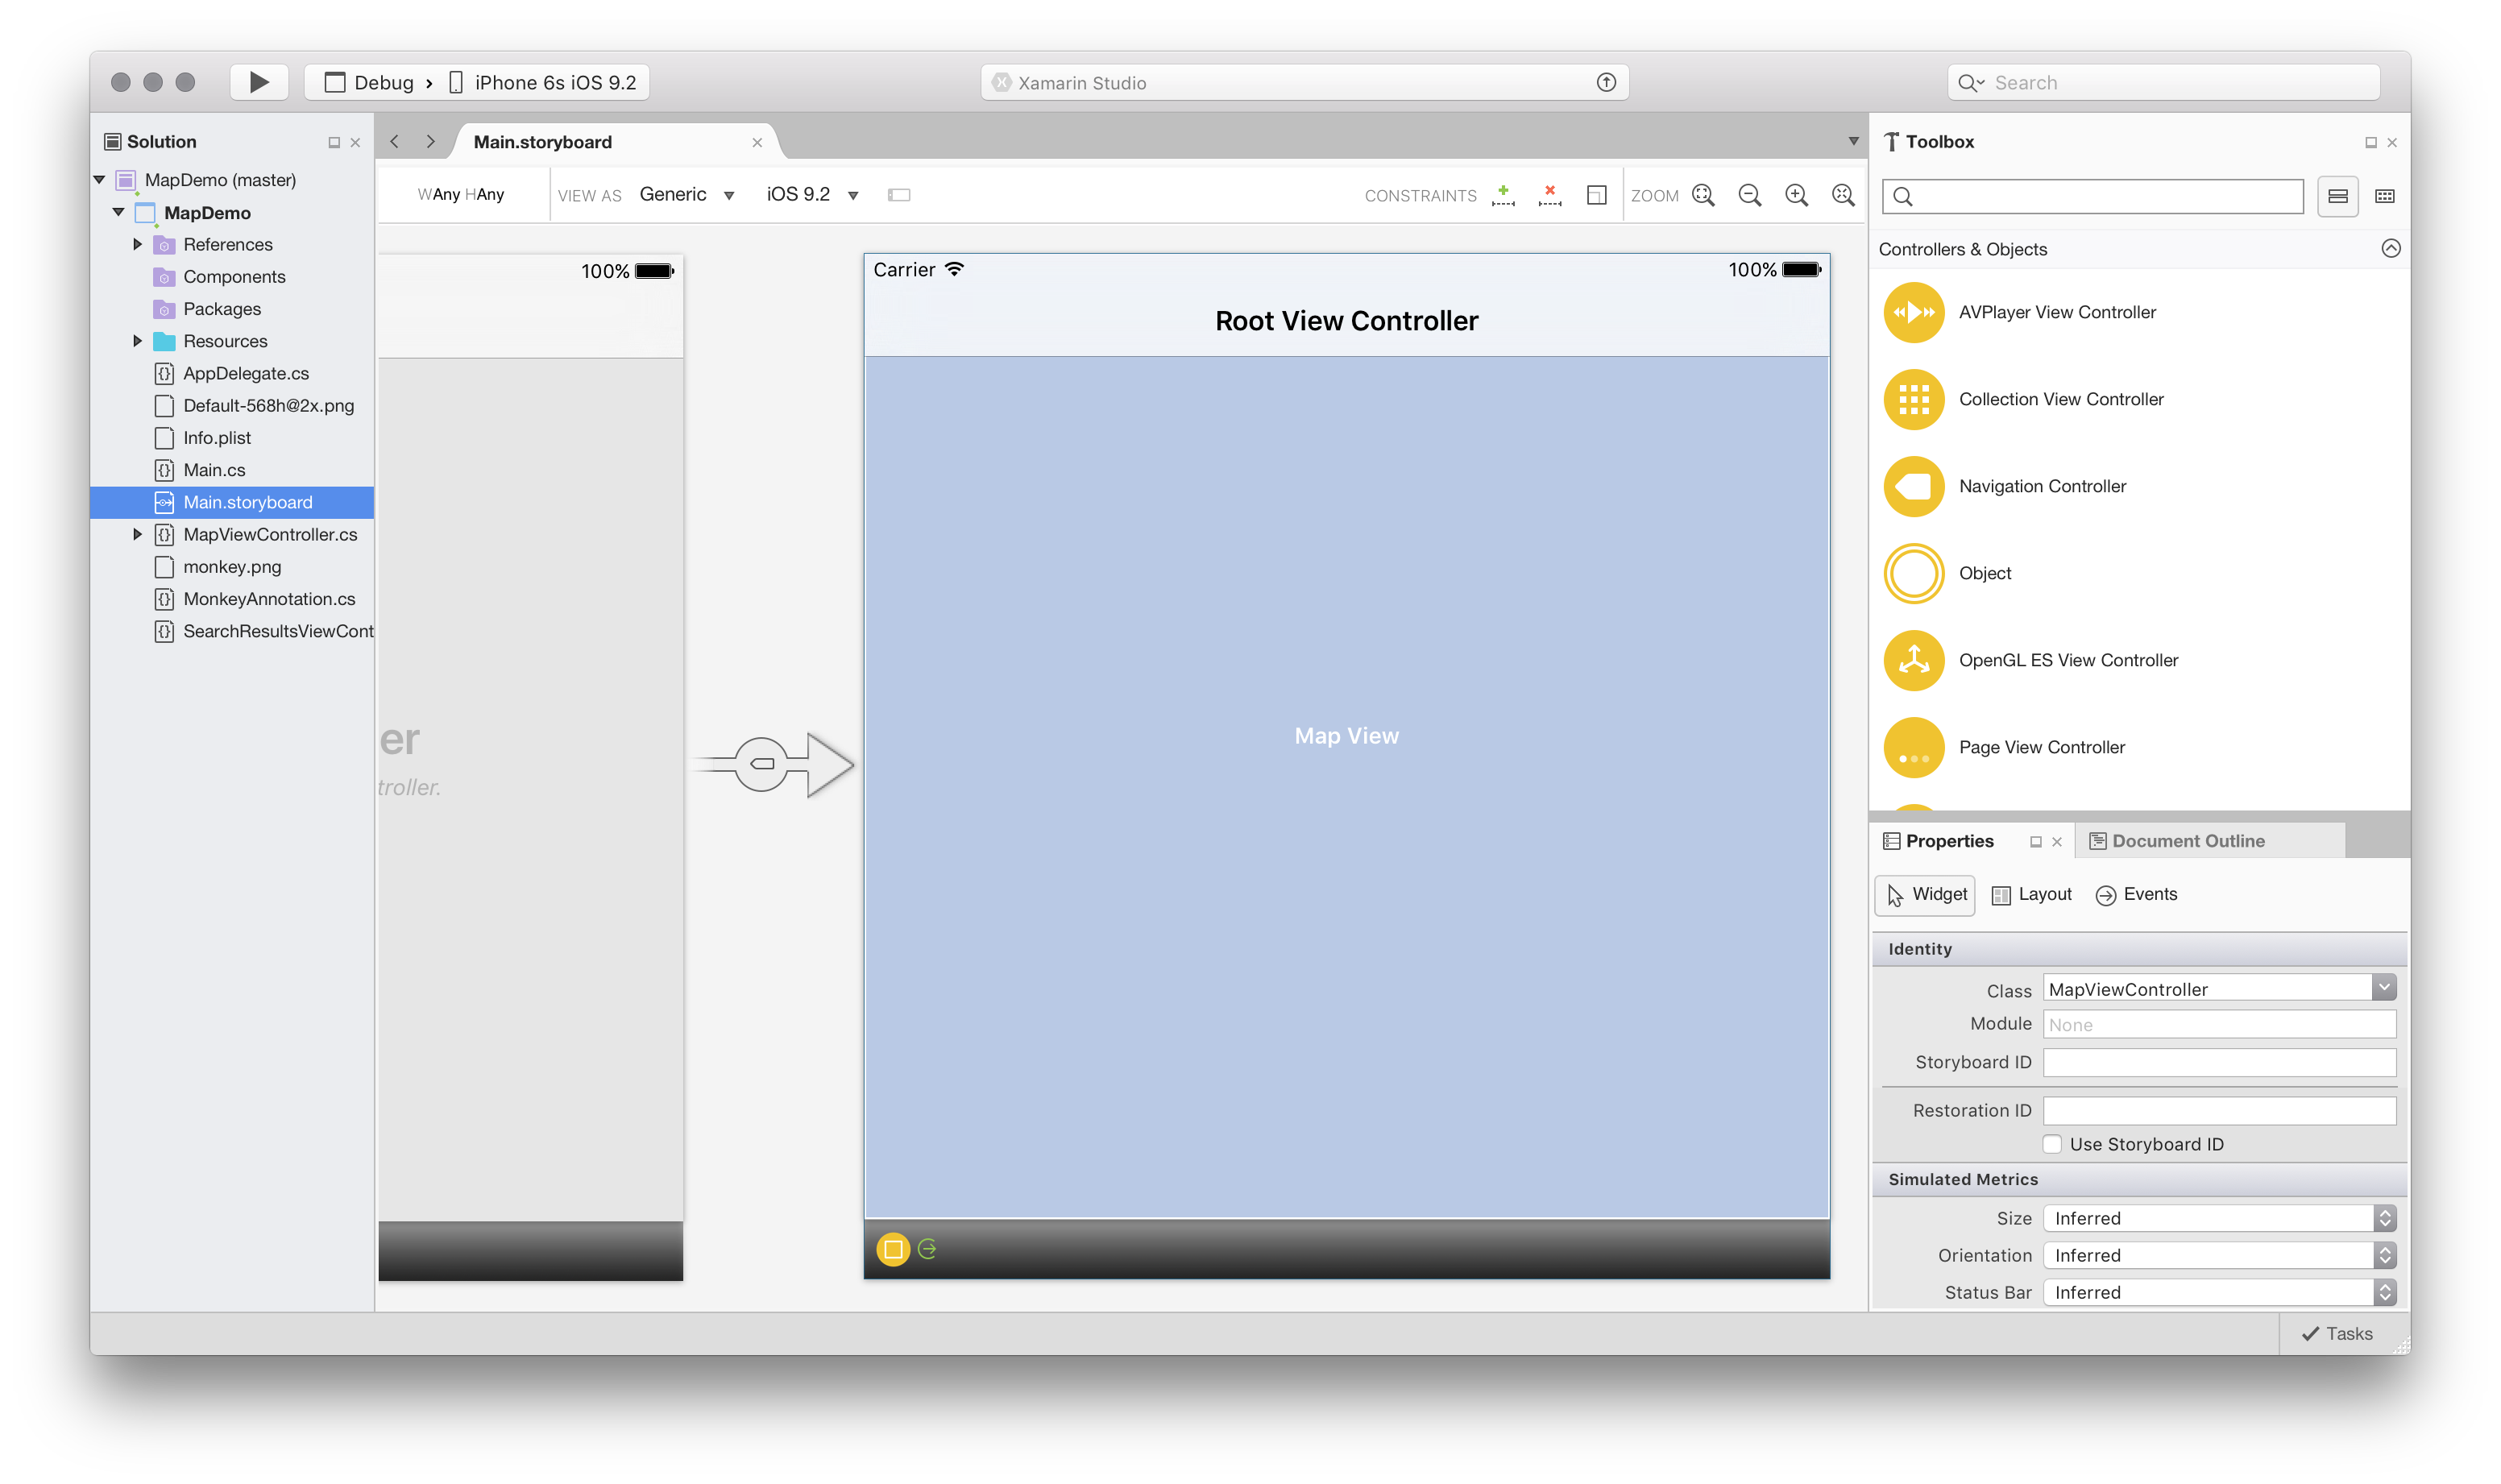 Debug › iPhone 6s iOS 9.2
Xamarin Studio
Search
Solution
MapDemo (master)
MapDemo
References
Components
Packages
Resources
AppDelegate.cs
Default-568h@2x.png
Info.plist
Main.cs
Main.storyboard
MapViewController.cs
monkey.png
MonkeyAnnotation.cs
SearchResultsViewCont
Main.storyboard
WAny HAny
VIEW AS Generic iOS 9.2
CONSTRAINTS
ZOOM
100%
er
troller.
Carrier
100%
Root View Controller
Map View
Toolbox
Controllers & Objects
AVPlayer View Controller
Collection View Controller
Navigation Controller
Object
OpenGL ES View Controller
Page View Controller
Properties
Document Outline
Widget Layout Events
Identity
Class MapViewController
Module None
Storyboard ID
Restoration ID
Use Storyboard ID
Simulated Metrics
Size Inferred
Orientation Inferred
Status Bar Inferred
Tasks